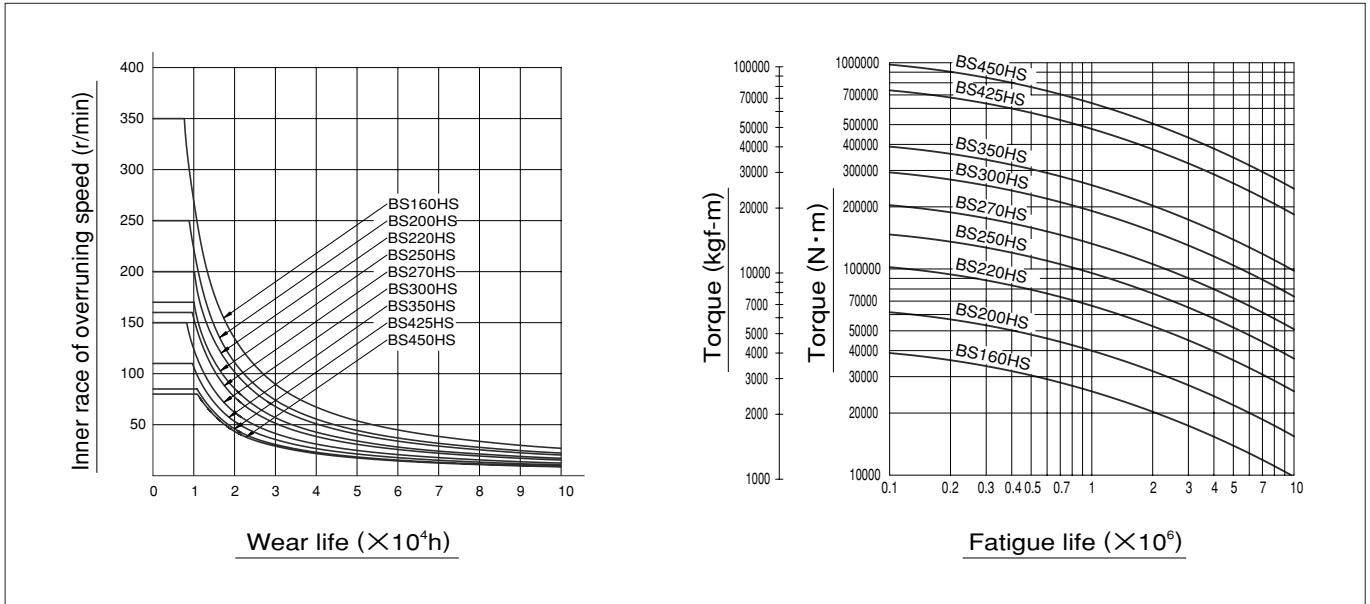 Inner race of overruning speed (r/min)
400
350
300
250
200
150
100
50
BS160HS
BS200HS
BS220HS
BS250HS
BS270HS
BS300HS
BS350HS
BS425HS
BS450HS
0 1 2 3 4 5 6 7 8 9 10
Wear life (×10⁴h)
Torque (kgf-m)
100000
70000
50000
40000
30000
20000
10000
7000
5000
4000
3000
2000
1000
Torque (N・m)
1000000
700000
500000
400000
300000
200000
100000
70000
50000
40000
30000
20000
10000
BS450HS
BS425HS
BS350HS
BS300HS
BS270HS
BS250HS
BS220HS
BS200HS
BS160HS
0.1 0.2 0.3 0.4 0.5 0.7 1 2 3 4 5 7 10
Fatigue life (×10⁶)